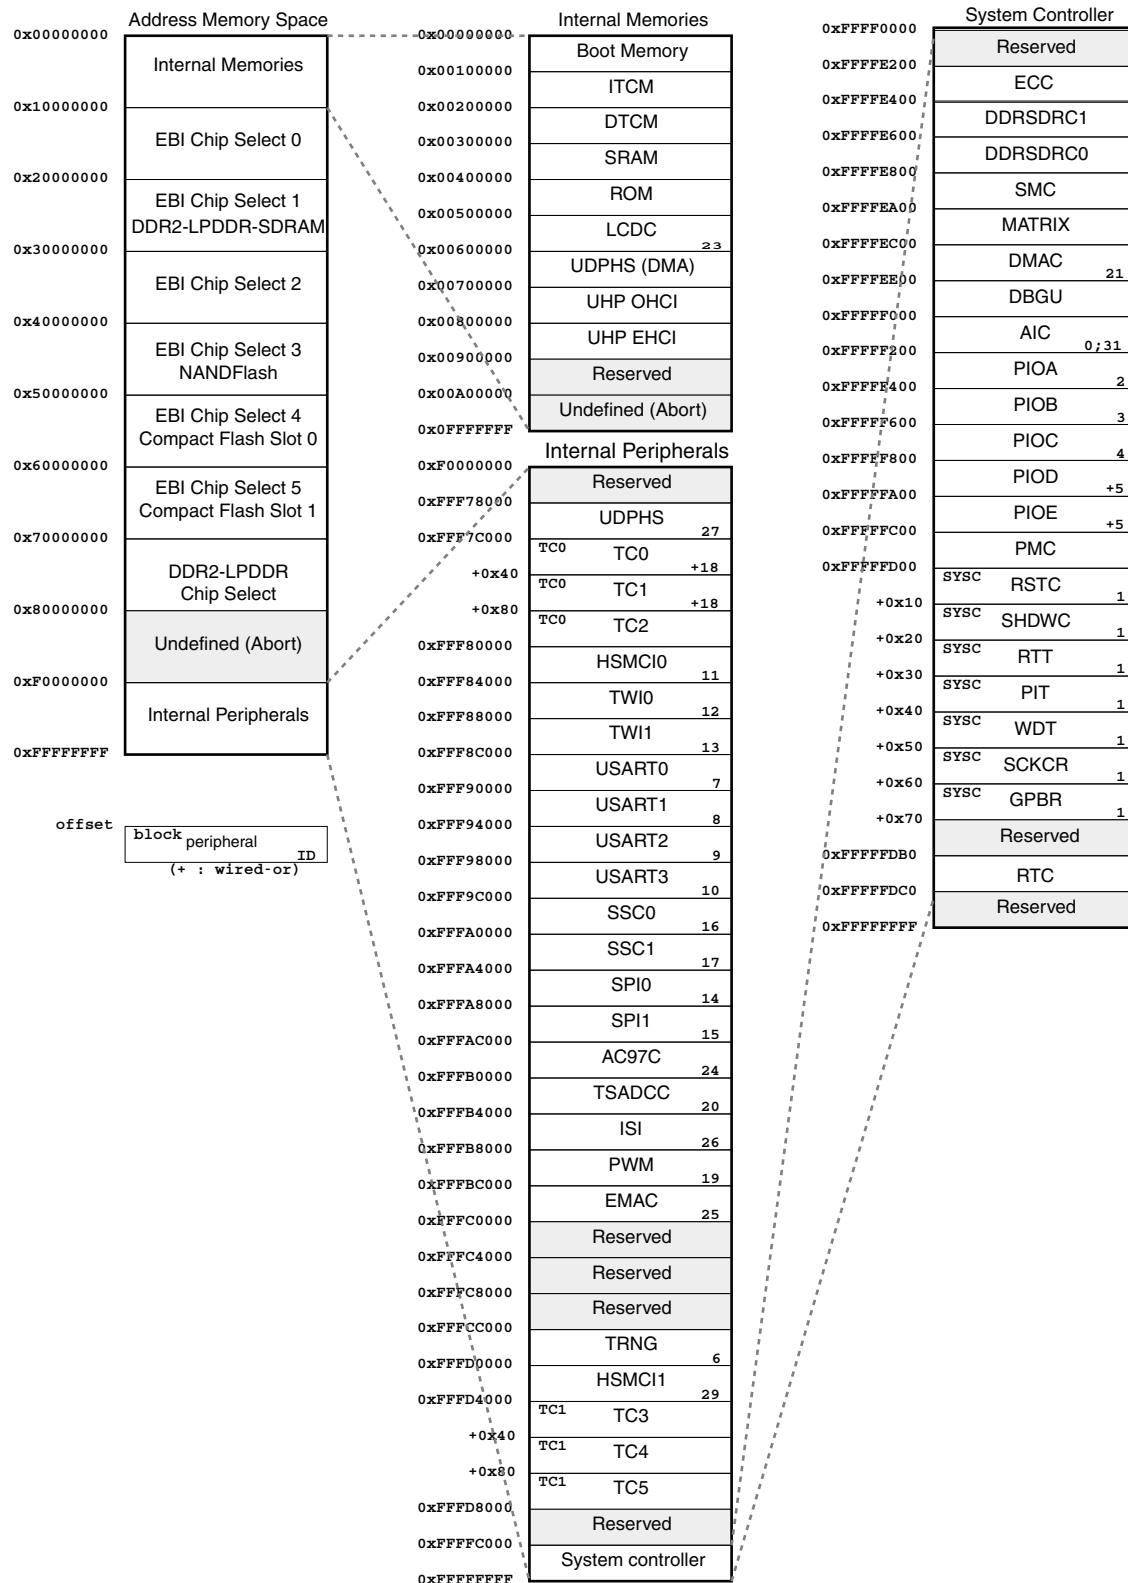 Address Memory Space
0x00000000
Internal Memories
0x10000000
EBI Chip Select 0
0x20000000
EBI Chip Select 1
DDR2-LPDDR-SDRAM
0x30000000
EBI Chip Select 2
0x40000000
EBI Chip Select 3
NANDFlash
0x50000000
EBI Chip Select 4
Compact Flash Slot 0
0x60000000
EBI Chip Select 5
Compact Flash Slot 1
0x70000000
DDR2-LPDDR
Chip Select
0x80000000
Undefined (Abort)
0xF0000000
Internal Peripherals
0xFFFFFFFF
offset
block
peripheral
ID
(+ : wired-or)
Internal Memories
0x00000000
Boot Memory
0x00100000
ITCM
0x00200000
DTCM
0x00300000
SRAM
0x00400000
ROM
0x00500000
LCDC
23
0x00600000
UDPHS (DMA)
0x00700000
UHP OHCI
0x00800000
UHP EHCI
0x00900000
Reserved
0x00A00000
Undefined (Abort)
0x0FFFFFFF
Internal Peripherals
0xF0000000
Reserved
0xFFF78000
UDPHS
27
0xFFF7C000
TC0 TC0
+18
+0x40
TC0 TC1
+18
+0x80
TC0 TC2
0xFFF80000
HSMCI0
11
0xFFF84000
TWI0
12
0xFFF88000
TWI1
13
0xFFF8C000
USART0
7
0xFFF90000
USART1
8
0xFFF94000
USART2
9
0xFFF98000
USART3
10
0xFFF9C000
SSC0
16
0xFFFA0000
SSC1
17
0xFFFA4000
SPI0
14
0xFFFA8000
SPI1
15
0xFFFAC000
AC97C
24
0xFFFB0000
TSADCC
20
0xFFFB4000
ISI
26
0xFFFB8000
PWM
19
0xFFFBC000
EMAC
25
0xFFFC0000
Reserved
0xFFFC4000
Reserved
0xFFFC8000
Reserved
0xFFFCC000
TRNG
6
0xFFFD0000
HSMCI1
29
0xFFFD4000
TC1 TC3
+0x40
TC1 TC4
+0x80
TC1 TC5
0xFFFD8000
Reserved
0xFFFFC000
System controller
0xFFFFFFFF
System Controller
0xFFFF0000
Reserved
0xFFFFE200
ECC
0xFFFFE400
DDRSDRC1
0xFFFFE600
DDRSDRC0
0xFFFFE800
SMC
0xFFFFEA00
MATRIX
0xFFFFEC00
DMAC
21
0xFFFFEE00
DBGU
0xFFFFF000
AIC
0;31
0xFFFFF200
PIOA
2
0xFFFFF400
PIOB
3
0xFFFFF600
PIOC
4
0xFFFFF800
PIOD
+5
0xFFFFFA00
PIOE
+5
0xFFFFFC00
PMC
0xFFFFFD00
SYSC RSTC
1
+0x10
SYSC SHDWC
1
+0x20
SYSC RTT
1
+0x30
SYSC PIT
1
+0x40
SYSC WDT
1
+0x50
SYSC SCKCR
1
+0x60
SYSC GPBR
1
+0x70
Reserved
0xFFFFFDB0
RTC
0xFFFFFDC0
Reserved
0xFFFFFFFF